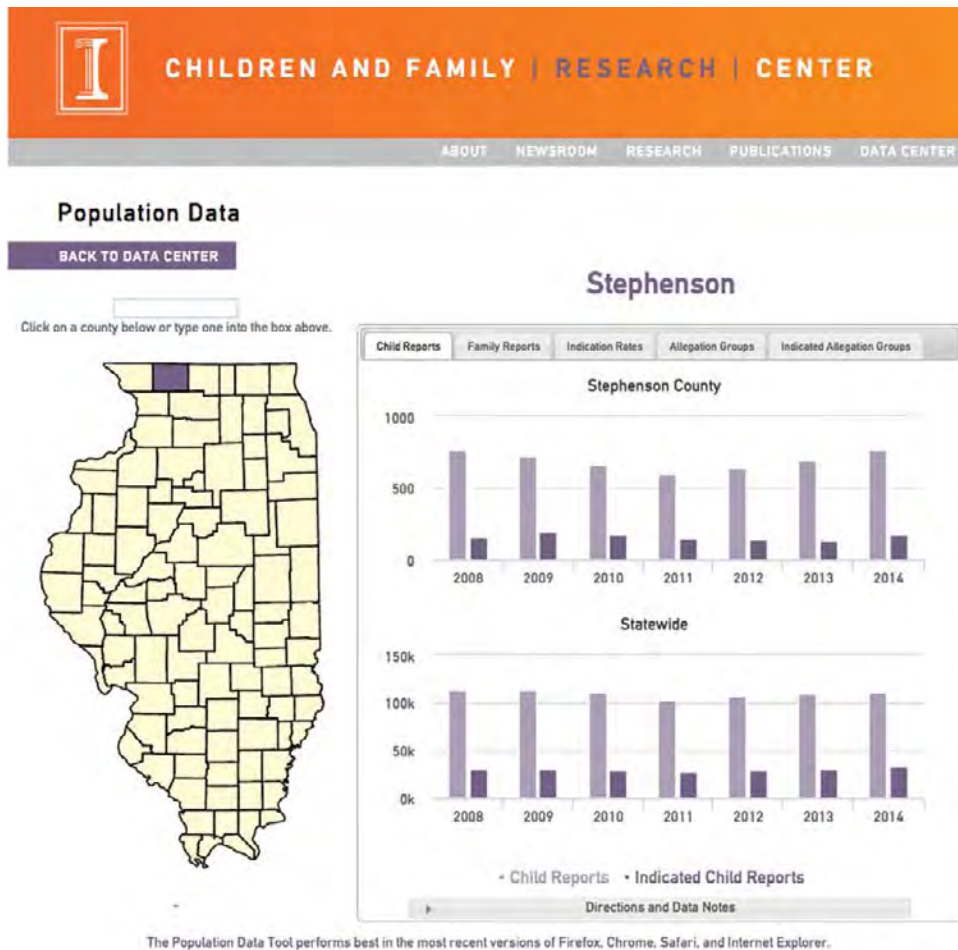 CHILDREN AND FAMILY | RESEARCH | CENTER
ABOUT NEWSROOM RESEARCH PUBLICATIONS DATA CENTER
Population Data
BACK TO DATA CENTER
Stephenson
Click on a county below or type one into the box above.
Child Reports Family Reports Indication Rates Allegation Groups Indicated Allegation Groups
Stephenson County
1000
500
0
2008 2009 2010 2011 2012 2013 2014
Statewide
150k
100k
50k
0k
2008 2009 2010 2011 2012 2013 2014
• Child Reports • Indicated Child Reports
Directions and Data Notes
The Population Data Tool performs best in the most recent versions of Firefox, Chrome, Safari, and Internet Explorer.